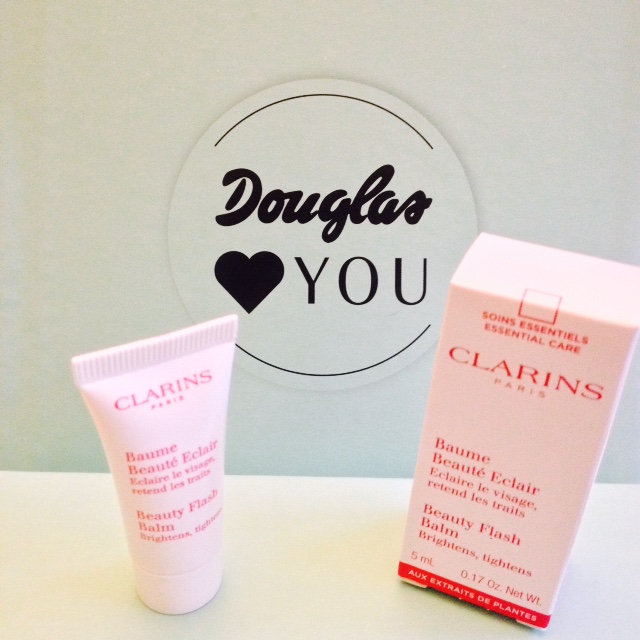 Douglas
♥ YOU
CLARINS
PARIS
Baume
Beauté Eclair
Eclaire le visage,
retend les traits
Beauty Flash
Balm
Brightens, tightens
SOINS ESSENTIELS
ESSENTIAL CARE
CLARINS
PARIS
Baume
Beauté Eclair
Eclaire le visage,
retend les traits
Beauty Flash
Balm
Brightens, tightens
5 mL 0.17 Oz. Net Wt.
AUX EXTRAITS DE PLANTES